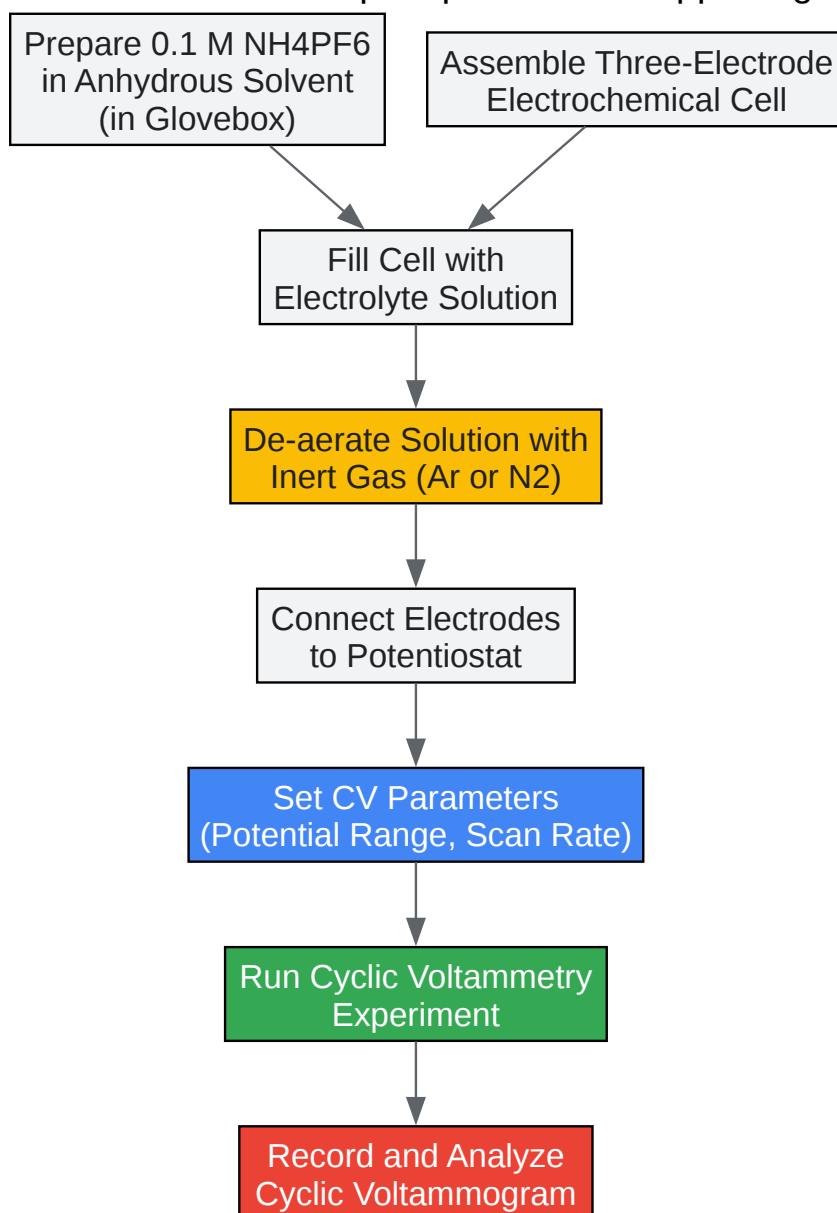 Prepare 0.1 M NH4PF6
in Anhydrous Solvent
(in Glovebox)
Assemble Three-Electrode
Electrochemical Cell
Fill Cell with
Electrolyte Solution
De-aerate Solution with
Inert Gas (Ar or N2)
Connect Electrodes
to Potentiostat
Set CV Parameters
(Potential Range, Scan Rate)
Run Cyclic Voltammetry
Experiment
Record and Analyze
Cyclic Voltammogram